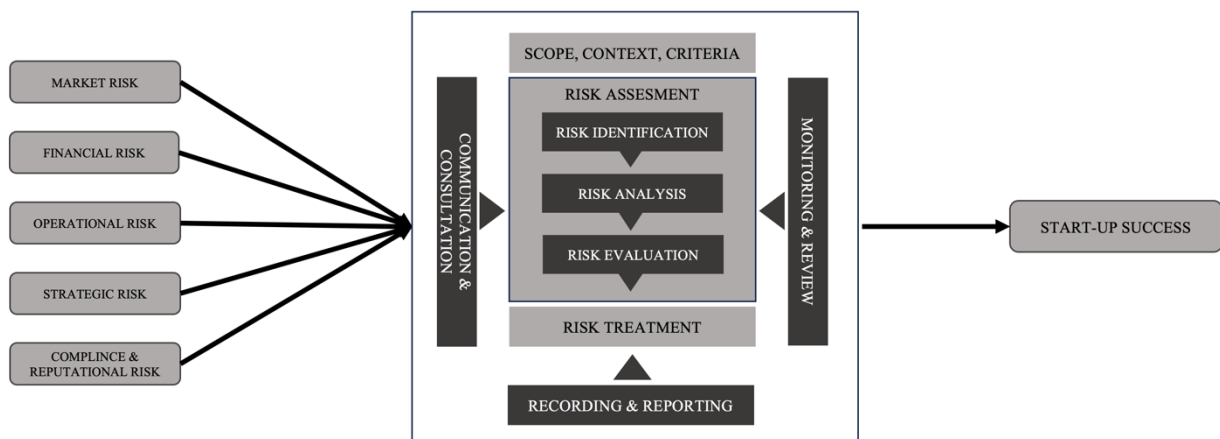 MARKET RISK
FINANCIAL RISK
OPERATIONAL RISK
STRATEGIC RISK
COMPLINCE &
REPUTATIONAL RISK
SCOPE, CONTEXT, CRITERIA
COMMUNICATION &
CONSULTATION
RISK ASSESMENT
RISK IDENTIFICATION
RISK ANALYSIS
RISK EVALUATION
MONITORING & REVIEW
RISK TREATMENT
RECORDING & REPORTING
START-UP SUCCESS